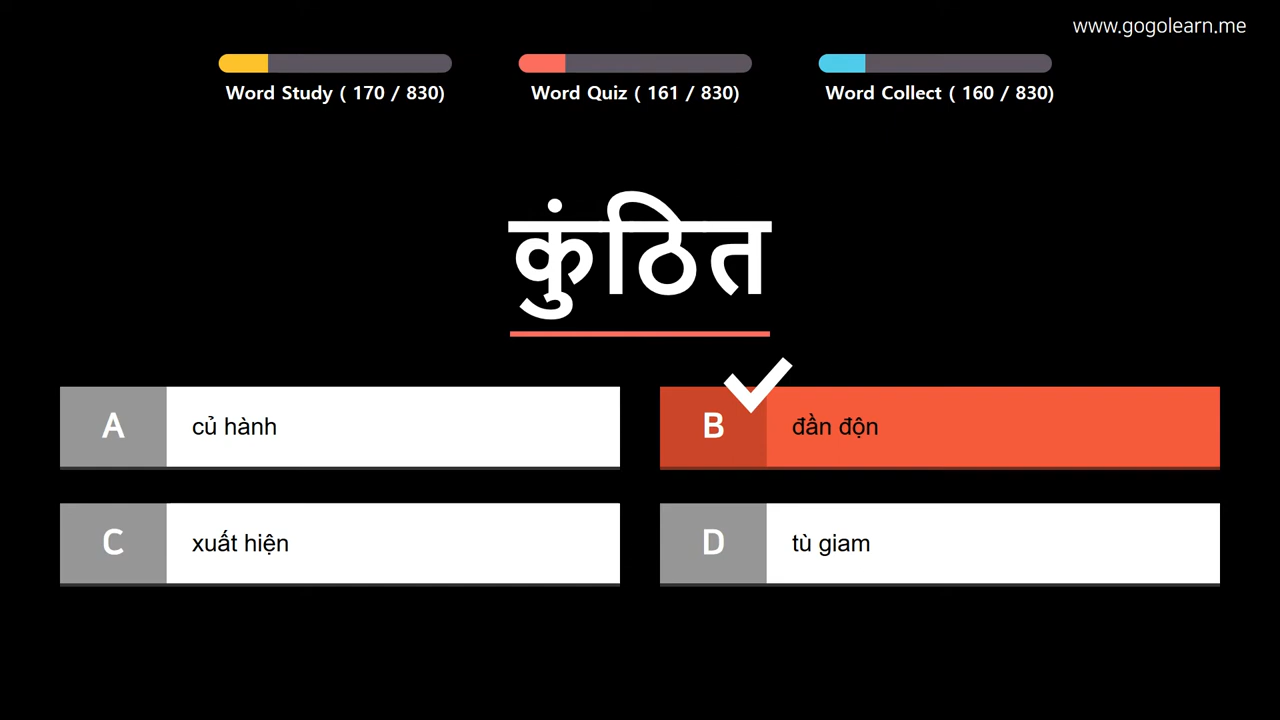 www.gogolearn.me
Word Study ( 170 / 830)
Word Quiz ( 161 / 830)
Word Collect ( 160 / 830)
कुंठित
A
củ hành
B
đần độn
C
xuất hiện
D
tù giam